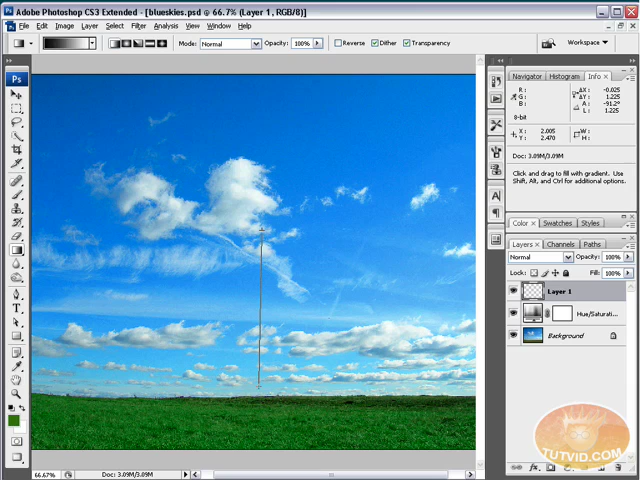 Adobe Photoshop CS3 Extended - [blueskies.psd @ 66.7% (Layer 1, RGB/8)]
File Edit Image Layer Select Filter Analysis View Window Help
Mode: Normal Opacity: 100% Reverse Dither Transparency Workspace
Ps
Navigator Histogram Info
R:
G:
B:
8-bit
ΔX: -0.025
ΔY: 1.225
A: -91.2°
L: 1.225
X: 2.005
Y: 2.470
W:
H:
Doc: 3.09M/3.09M
Click and drag to fill with gradient. Use
Shift, Alt, and Ctrl for additional options.
Color Swatches Styles
Layers Channels Paths
Normal Opacity: 100%
Lock: Fill: 100%
Layer 1
Hue/Saturati...
Background
66.67% Doc: 3.09M/3.09M
TUTVID.COM